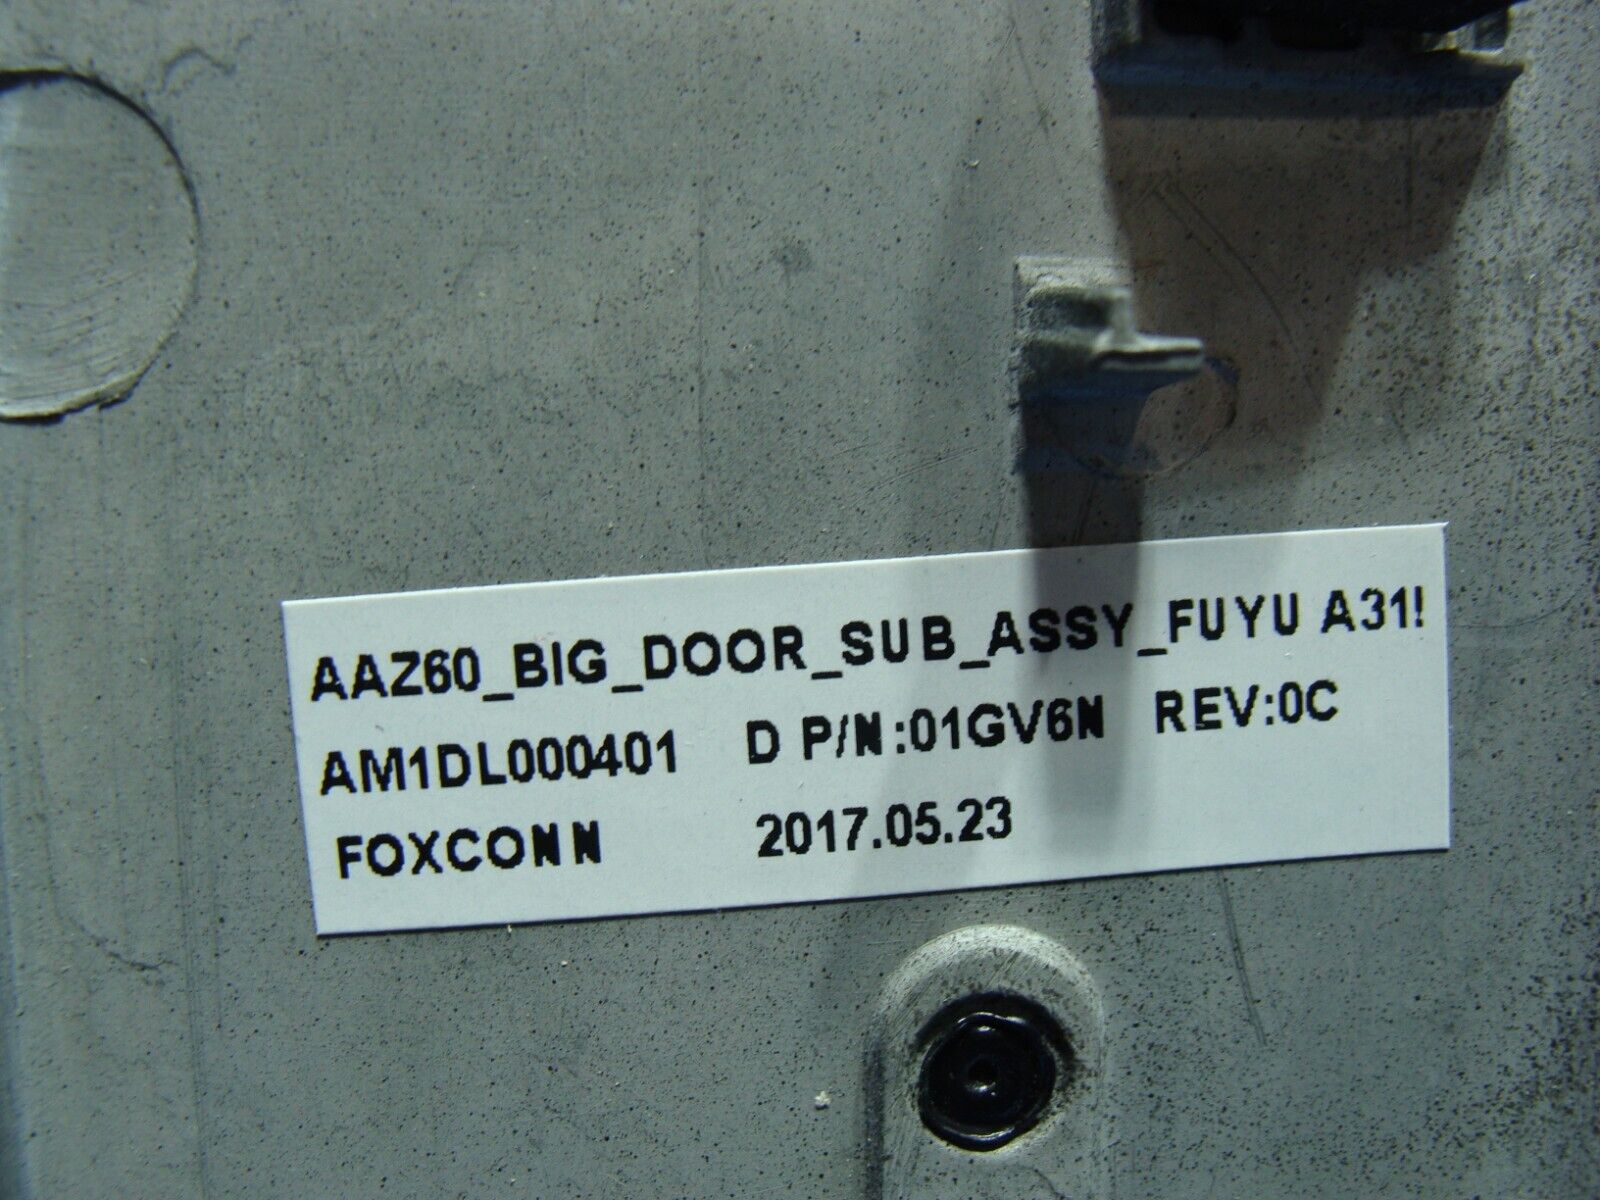 AAZ60_BIG_DOOR_SUB_ASSY_FUYU A31!
AM1DL000401 D P/N:01GV6N REV:0C
FOXCONN 2017.05.23